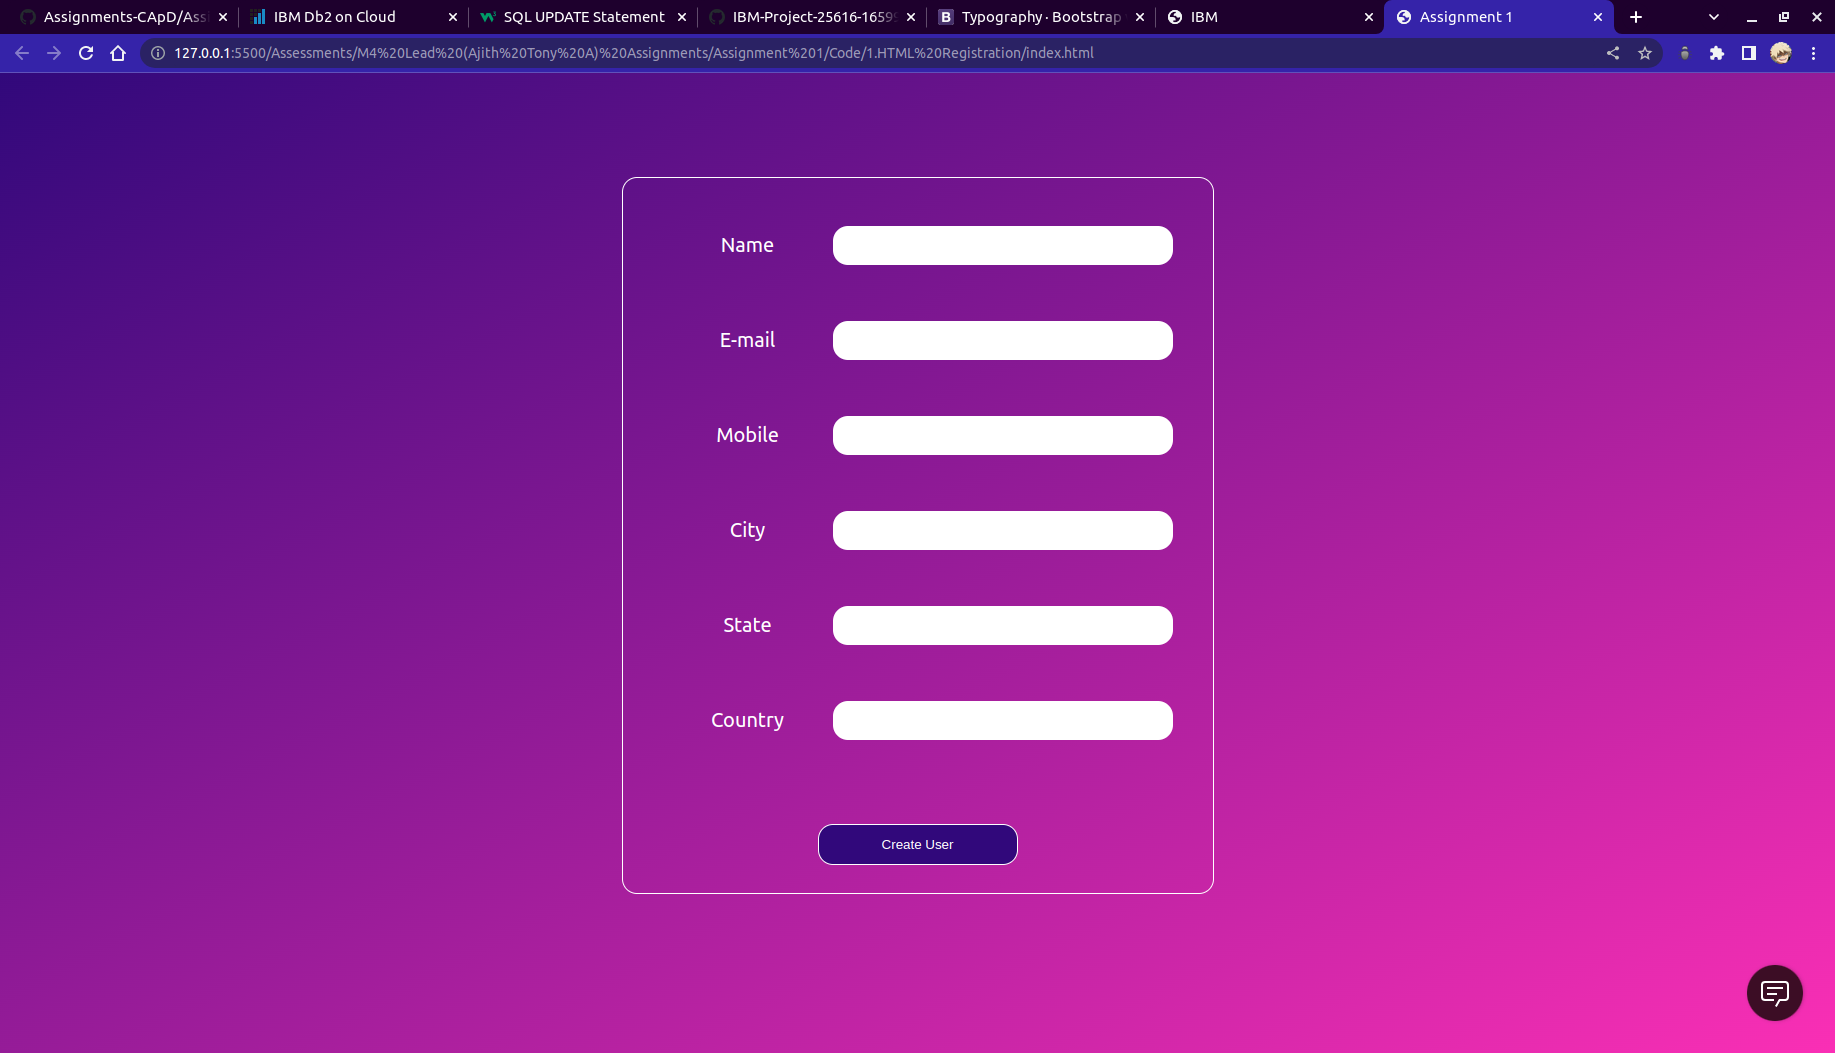 Assignments-CApD/Assi
IBM Db2 on Cloud
SQL UPDATE Statement
IBM-Project-25616-1659
Typography · Bootstrap
IBM
Assignment 1
127.0.0.1:5500/Assessments/M4%20Lead%20(Ajith%20Tony%20A)%20Assignments/Assignment%201/Code/1.HTML%20Registration/index.html
Name
E-mail
Mobile
City
State
Country
Create User